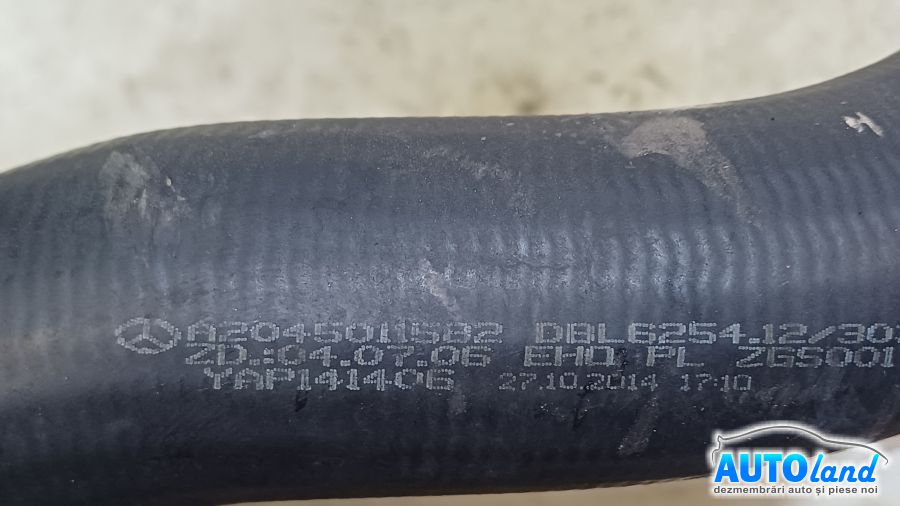 A2045011582 DBL6254.12/30
ZD.:04.07.06 EHD PL ZGS001
YAP141406 27.10.2014 17:10
AUTOland
dezmembrări auto și piese noi